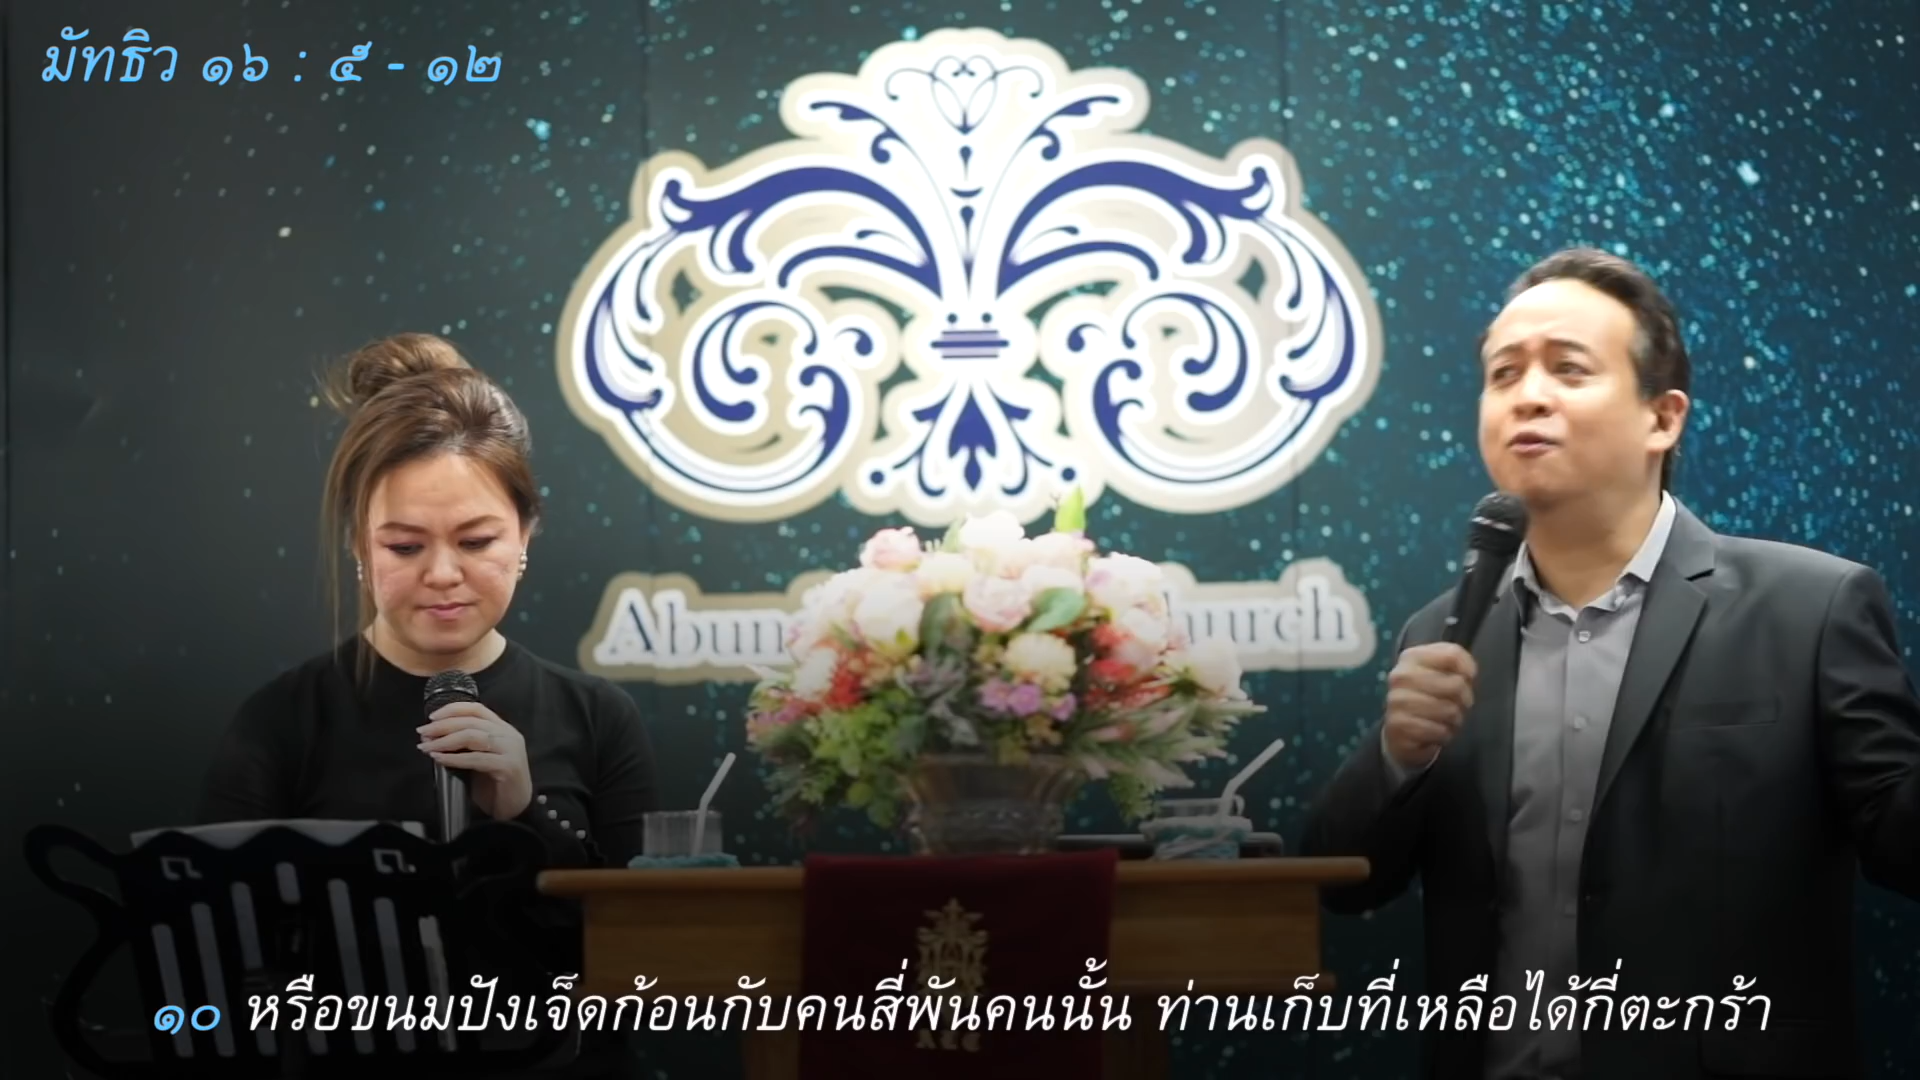 มัทธิว ๑๖ : ๕ - ๑๒
Abun hurch
๑๐ หรือขนมปังเจ็ดก้อนกับคนสี่พันคนนั้น ท่านเก็บที่เหลือได้กี่ตะกร้า